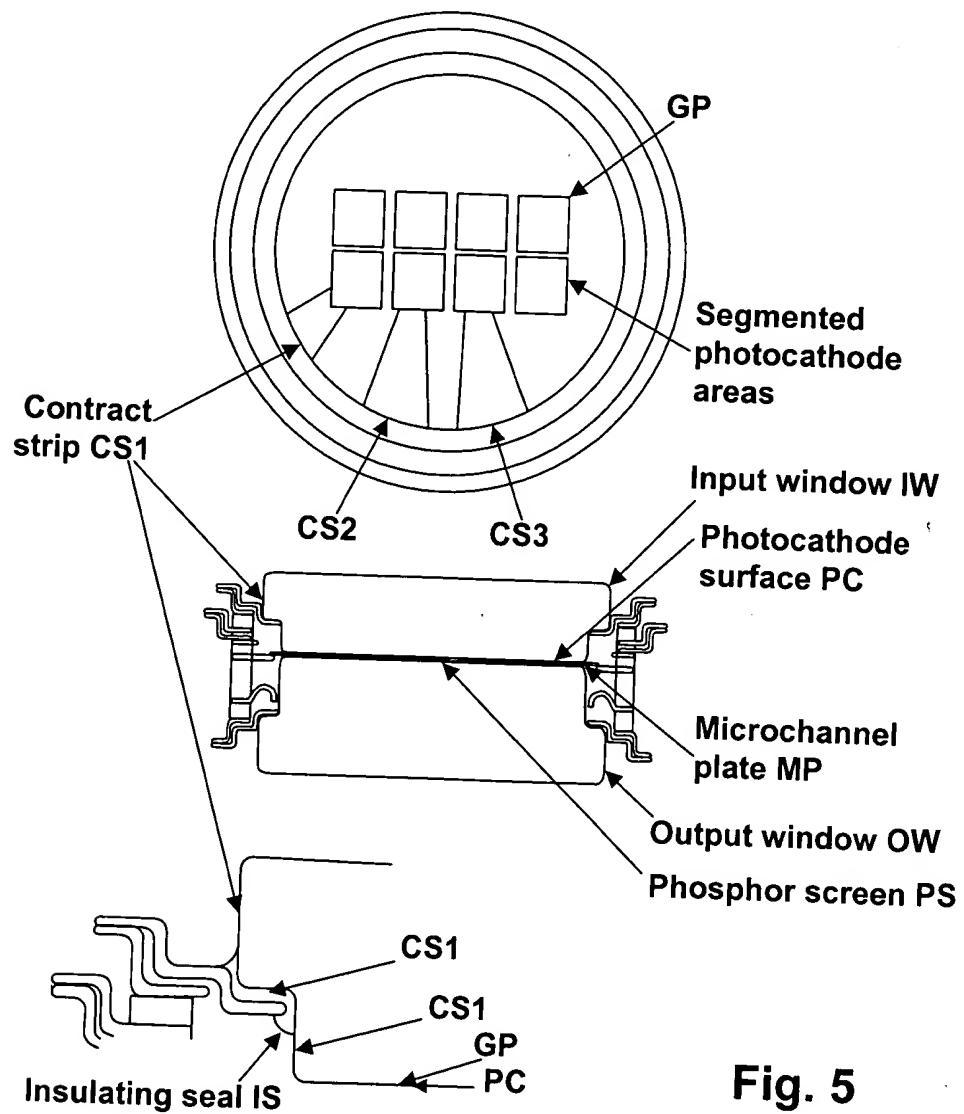 GP
Segmented
photocathode
areas
Contract
strip CS1
CS2
CS3
Input window IW
Photocathode
surface PC
Microchannel
plate MP
Output window OW
Phosphor screen PS
CS1
CS1
GP
PC
Insulating seal IS
Fig. 5